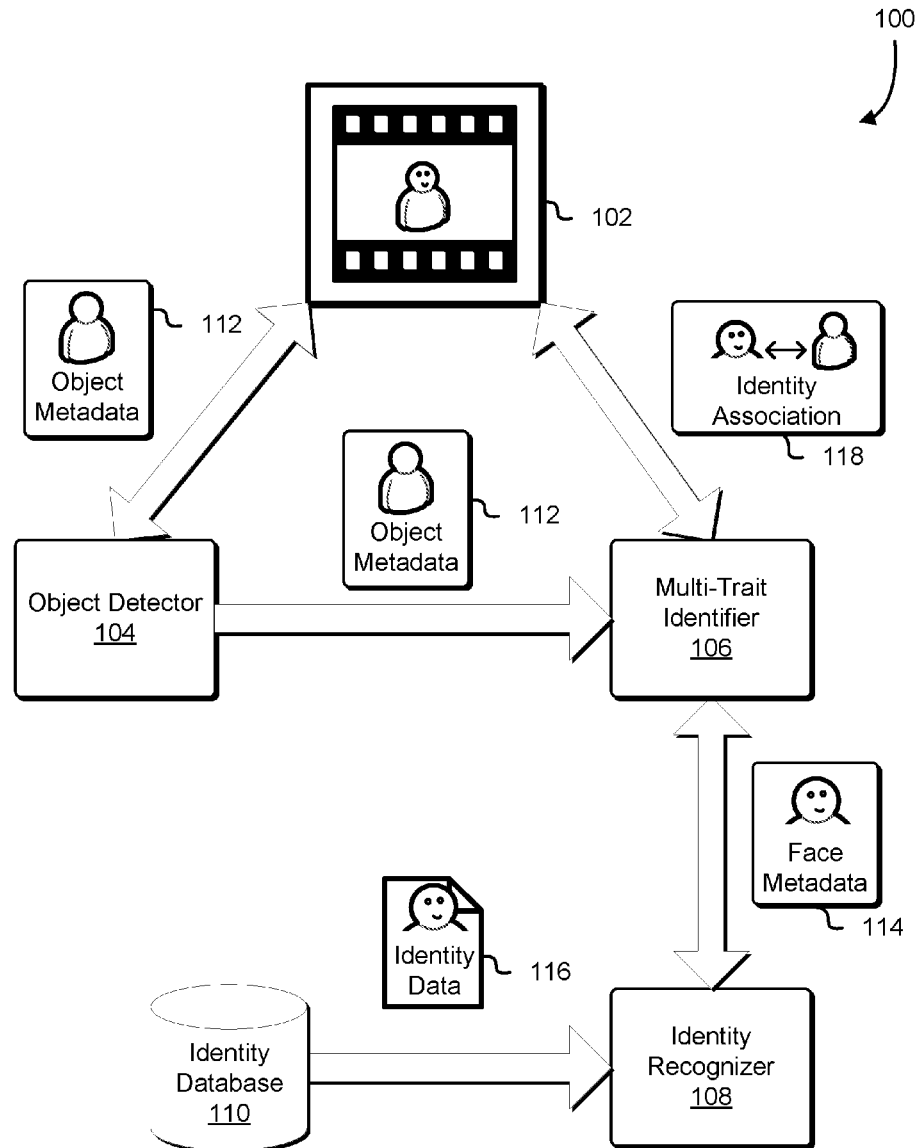 100
102
112
Object
Metadata
Identity
Association
118
Object
Metadata
112
Object Detector
104
Multi-Trait
Identifier
106
Face
Metadata
114
Identity
Data
116
Identity
Database
110
Identity
Recognizer
108